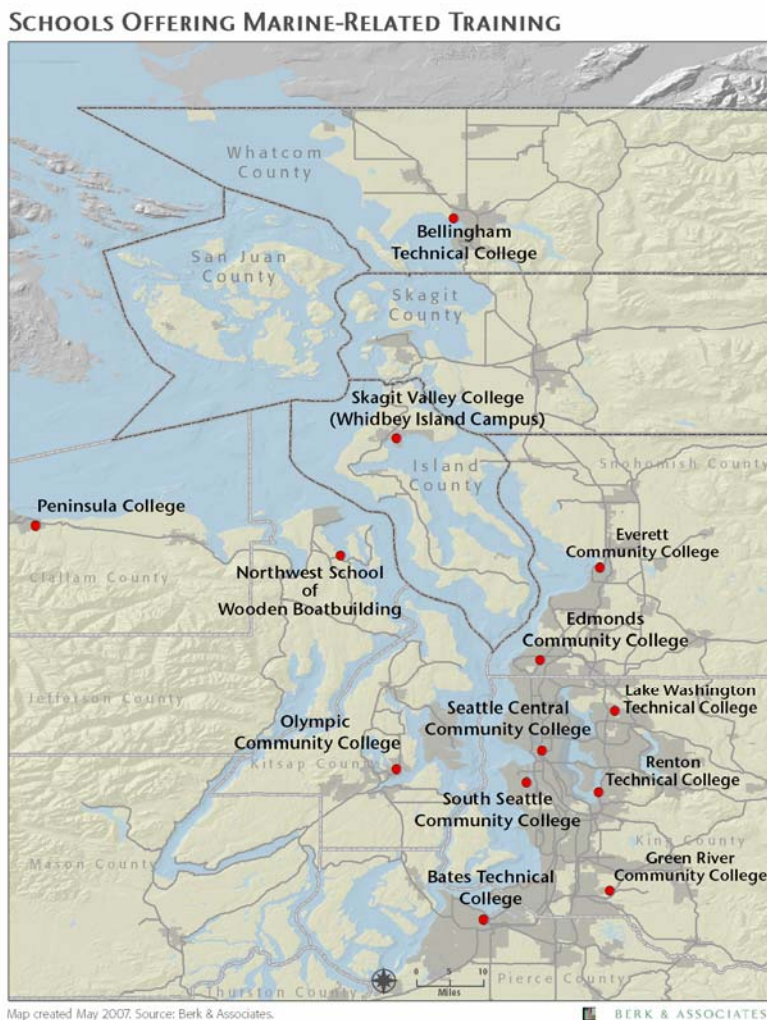 SCHOOLS OFFERING MARINE-RELATED TRAINING
Whatcom
County
Bellingham
Technical College
San Juan
County
Skagit
County
Skagit Valley College
(Whidbey Island Campus)
Island
County
Snohomish County
Peninsula College
Clallam County
Everett
Community College
Northwest School
of
Wooden Boatbuilding
Edmonds
Community College
Jefferson County
Lake Washington
Technical College
Seattle Central
Community College
Olympic
Community College
Kitsap County
Renton
Technical College
South Seattle
Community College
King County
Mason County
Green River
Community College
Bates Technical
College
0 5 10
Miles
Pierce County
Thurston County
Map created May 2007. Source: Berk & Associates.
BERK & ASSOCIATES